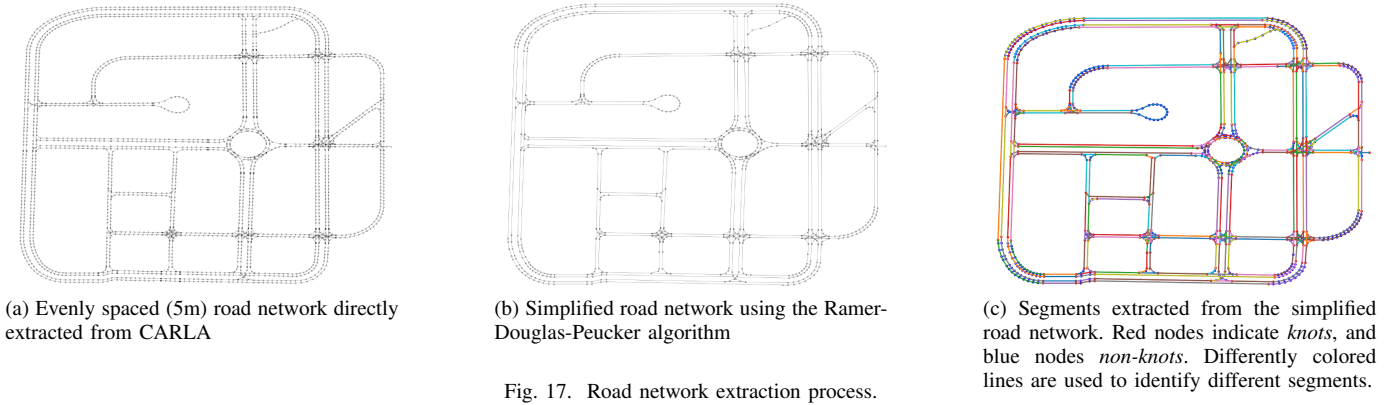 (a) Evenly spaced (5m) road network directly
extracted from CARLA
(b) Simplified road network using the Ramer-
Douglas-Peucker algorithm
(c) Segments extracted from the simplified
road network. Red nodes indicate knots, and
blue nodes non-knots. Differently colored
lines are used to identify different segments.
Fig. 17. Road network extraction process.